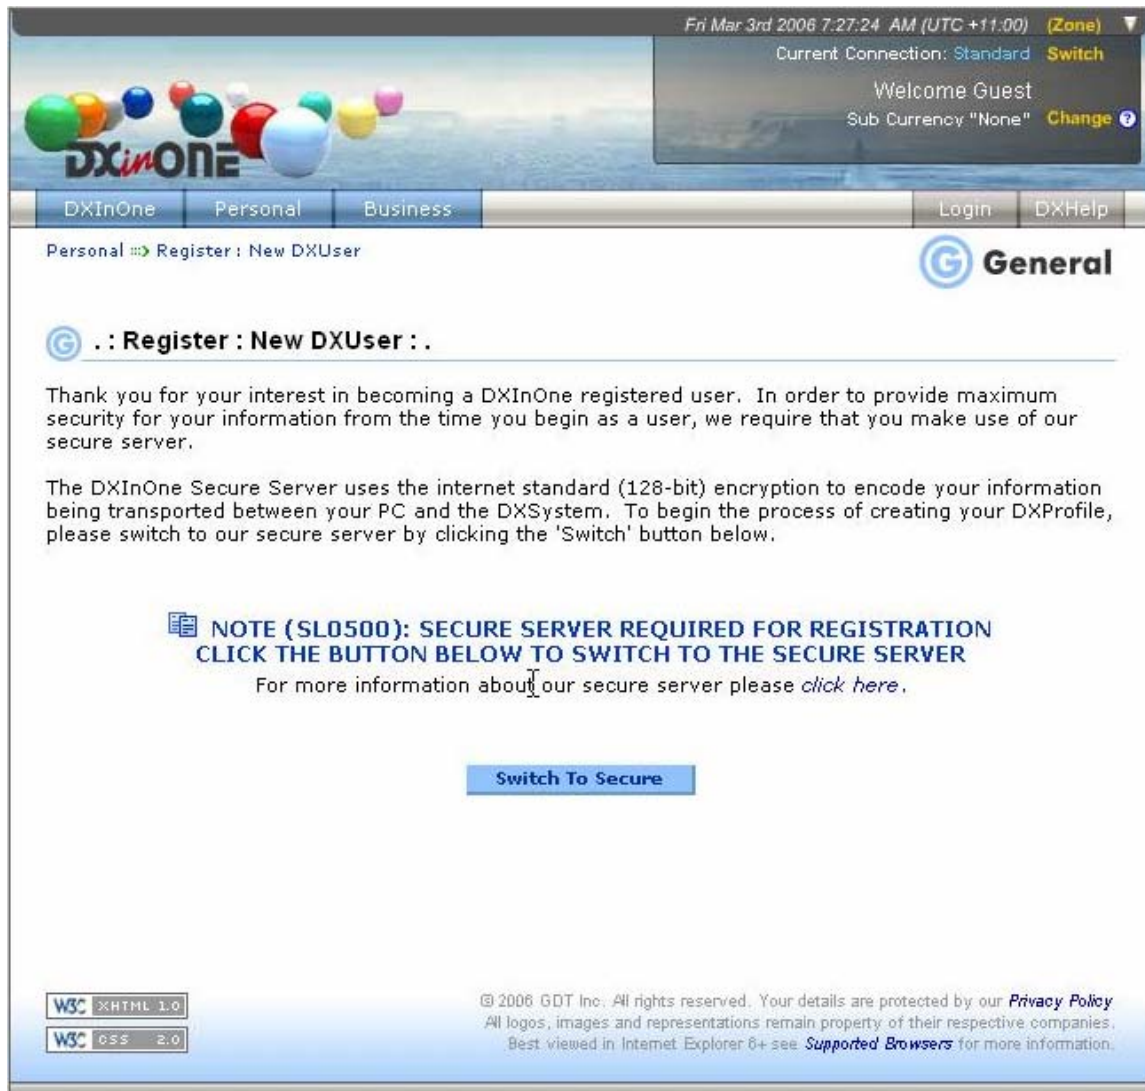 Fri Mar 3rd 2006 7:27:24 AM (UTC +11:00) (Zone)
Current Connection: Standard Switch
Welcome Guest
Sub Currency "None" Change ?
DXinONE
DXInOne Personal Business Login DXHelp
Personal Register : New DXUser
G General
G . : Register : New DXUser : .
Thank you for your interest in becoming a DXInOne registered user. In order to provide maximum
security for your information from the time you begin as a user, we require that you make use of our
secure server.
The DXInOne Secure Server uses the internet standard (128-bit) encryption to encode your information
being transported between your PC and the DXSystem. To begin the process of creating your DXProfile,
please switch to our secure server by clicking the 'Switch' button below.
NOTE (SL0500): SECURE SERVER REQUIRED FOR REGISTRATION
CLICK THE BUTTON BELOW TO SWITCH TO THE SECURE SERVER
For more information about our secure server please click here.
Switch To Secure
W3C XHTML 1.0
W3C CSS 2.0
© 2006 GDT Inc. All rights reserved. Your details are protected by our Privacy Policy
All logos, images and representations remain property of their respective companies.
Best viewed in Internet Explorer 6+ see Supported Browsers for more information.